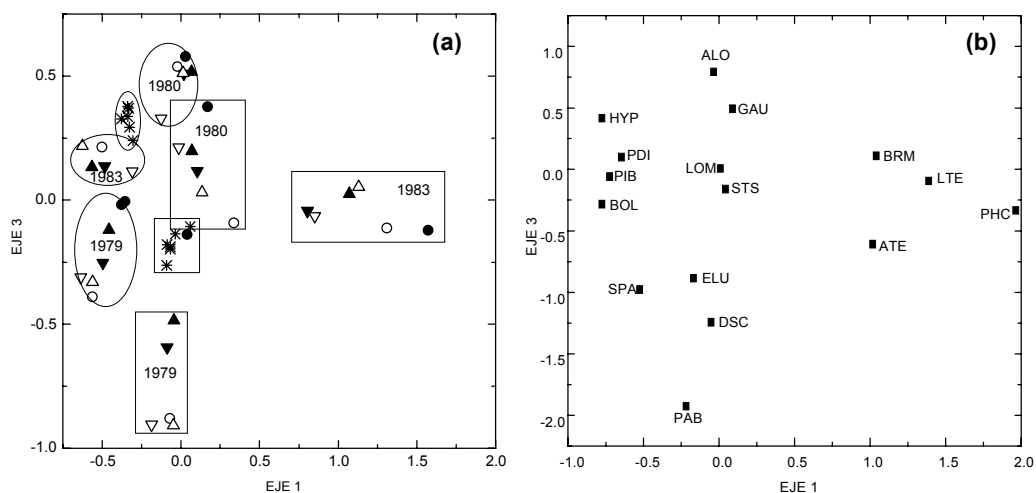 (a)
0.5
0.0
-0.5
-1.0
EJE 3
1980
1980
1983
1983
1979
1979
-0.5 0.0 0.5 1.0 1.5 2.0
EJE 1
(b)
1.0
0.5
0.0
-0.5
-1.0
-1.5
-2.0
EJE 3
ALO
GAU
HYP
PDI
BRM
LOM
PIB
LTE
STS
BOL
PHC
ATE
ELU
SPA
DSC
PAB
-1.0 -0.5 0.0 0.5 1.0 1.5 2.0
EJE 1